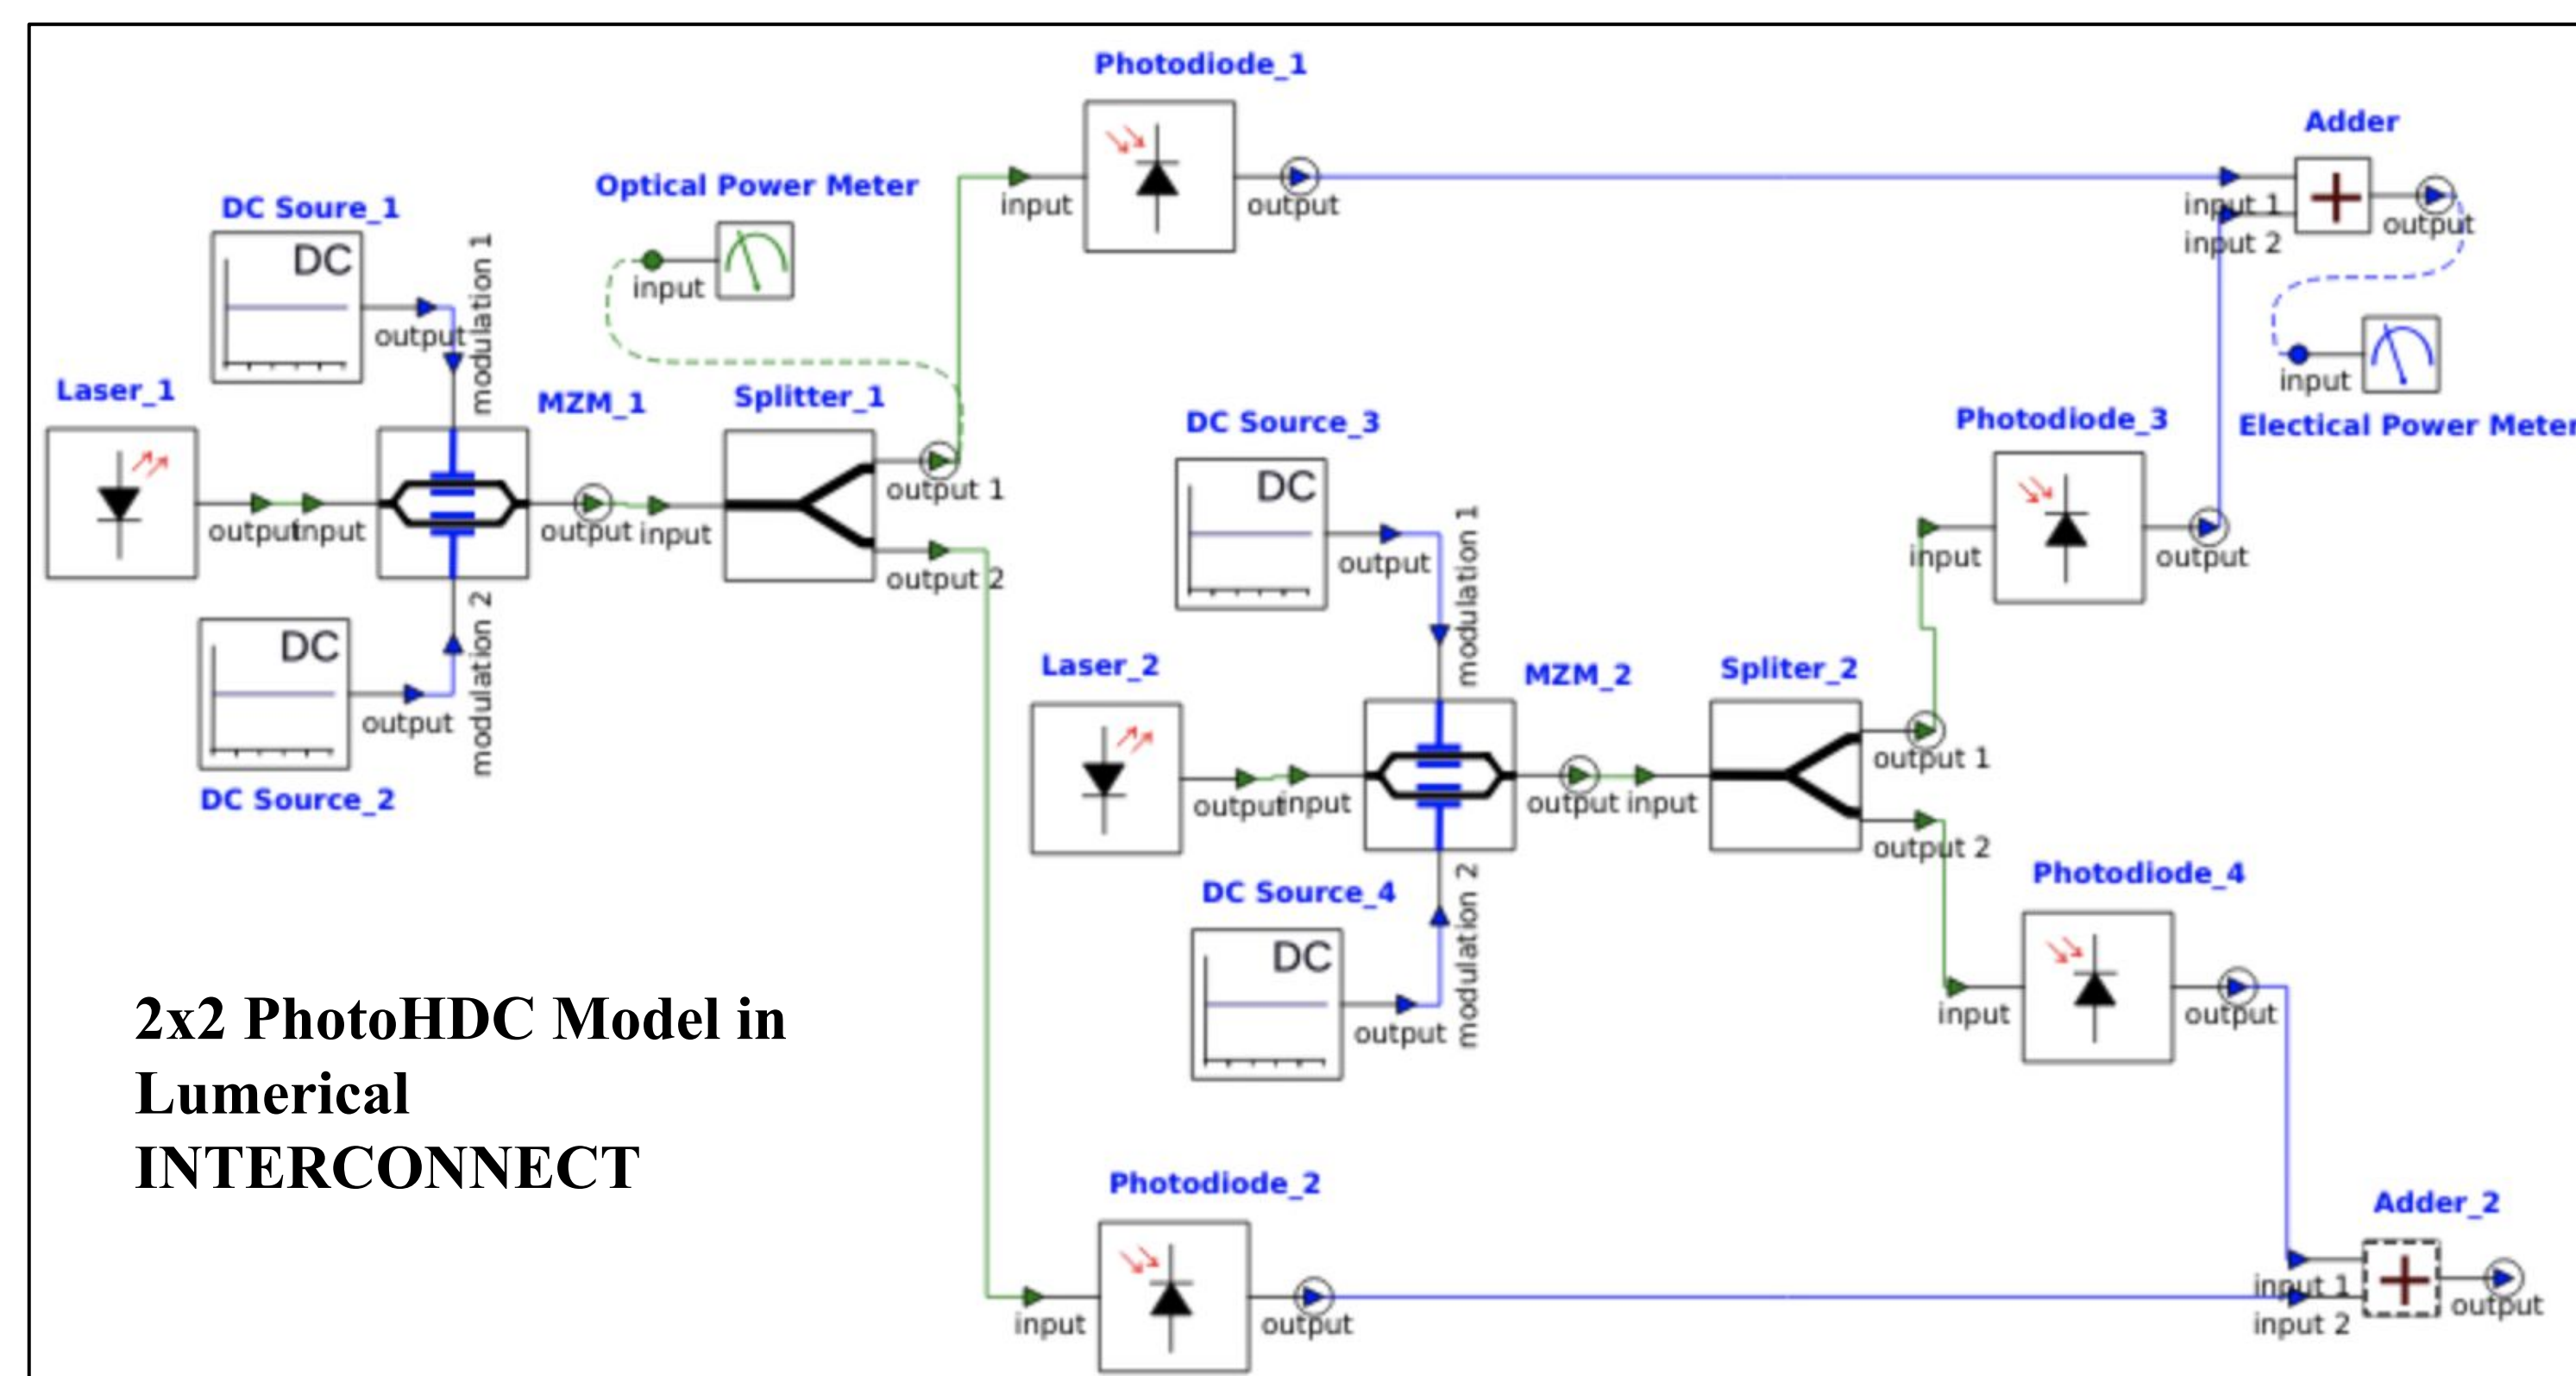 Photodiode_1
Adder
Optical Power Meter
DC Soure_1
DC
modulation 1
input
output
input 1
input 2
output
input
output
input
Laser_1
MZM_1
Splitter_1
DC Source_3
Photodiode_3
Electical Power Meter
DC
output 1
output
input
output
input
output
modulation 1
input
output
output 2
modulation 2
DC
output
Laser_2
MZM_2
Spliter_2
DC Source_2
output
input
output
input
output 1
output 2
DC Source_4
modulation 2
Photodiode_4
DC
output
input
output
2x2 PhotoHDC Model in
Lumerical
INTERCONNECT
Photodiode_2
Adder_2
input
output
input 1
input 2
output